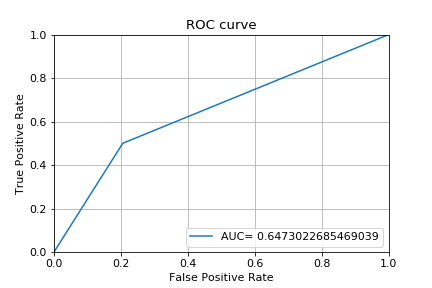 ROC curve
1.0
0.8
0.6
0.4
0.2
0.0
True Positive Rate
AUC= 0.6473022685469039
0.0 0.2 0.4 0.6 0.8 1.0
False Positive Rate